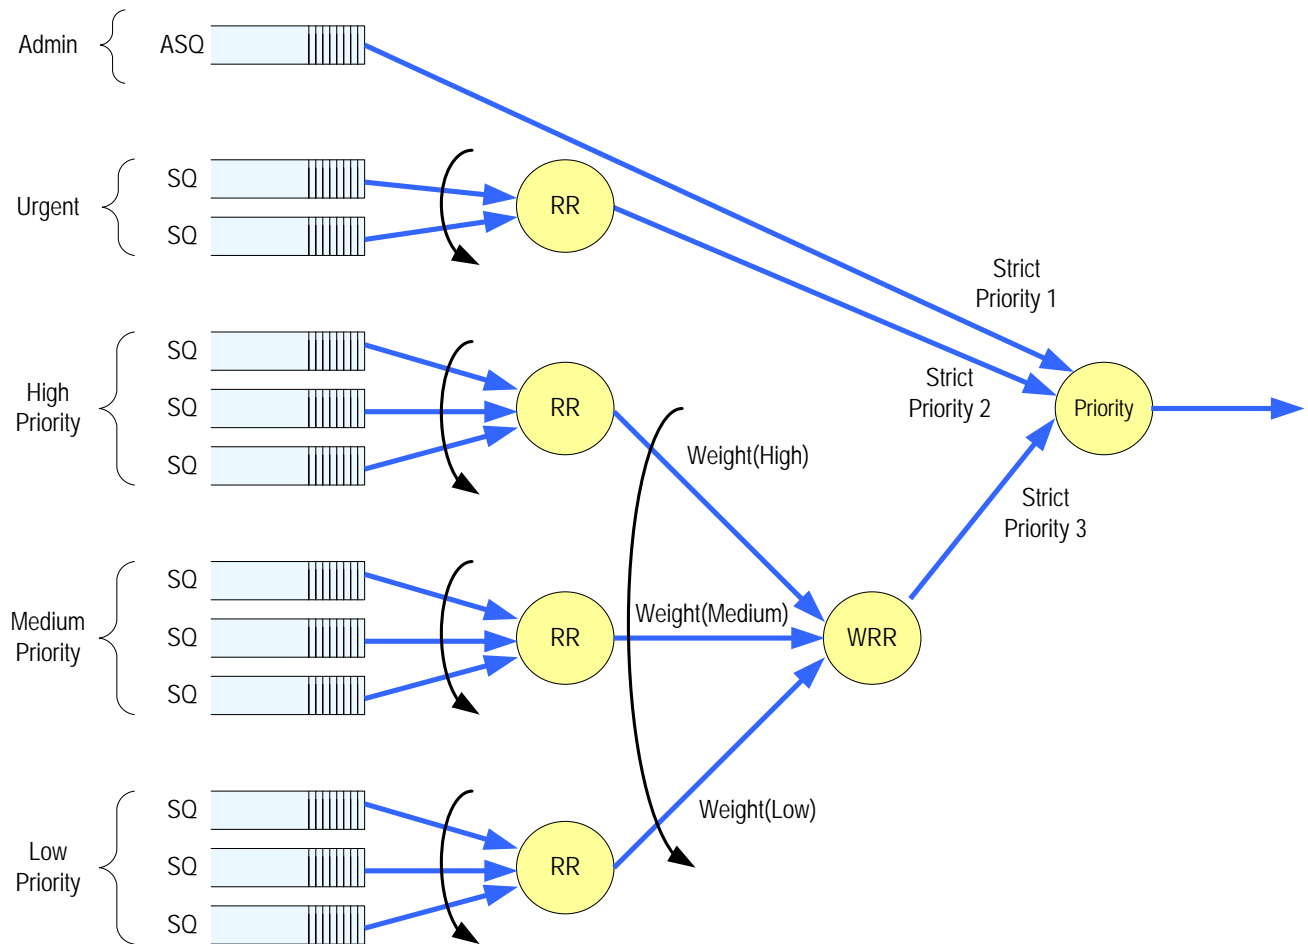 Admin
ASQ
Urgent
SQ
SQ
RR
Strict
Priority 1
High
Priority
SQ
SQ
SQ
RR
Strict
Priority 2
Priority
Weight(High)
Strict
Priority 3
Medium
Priority
SQ
SQ
SQ
RR
Weight(Medium)
WRR
Low
Priority
SQ
SQ
SQ
RR
Weight(Low)